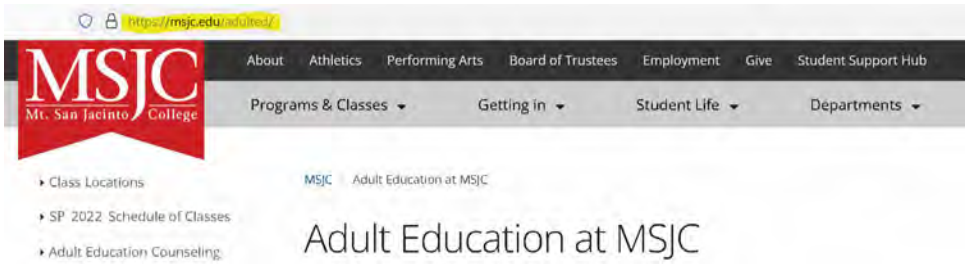 https://msjc.edu/adulted/
MSJC
Mt. San Jacinto College
About Athletics Performing Arts Board of Trustees Employment Give Student Support Hub
Programs & Classes Getting in Student Life Departments
Class Locations
SP 2022 Schedule of Classes
Adult Education Counseling
MSJC Adult Education at MSJC
Adult Education at MSJC